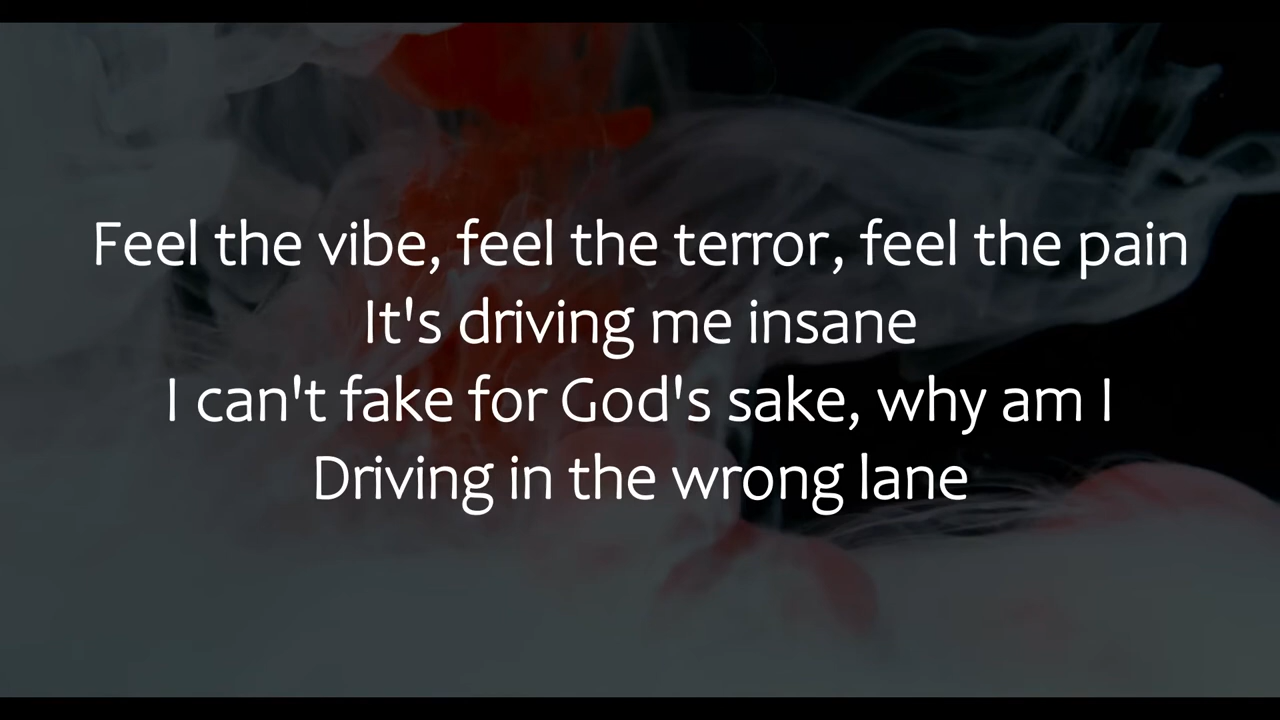 Feel the vibe, feel the terror, feel the pain
It's driving me insane
I can't fake for God's sake, why am I
Driving in the wrong lane